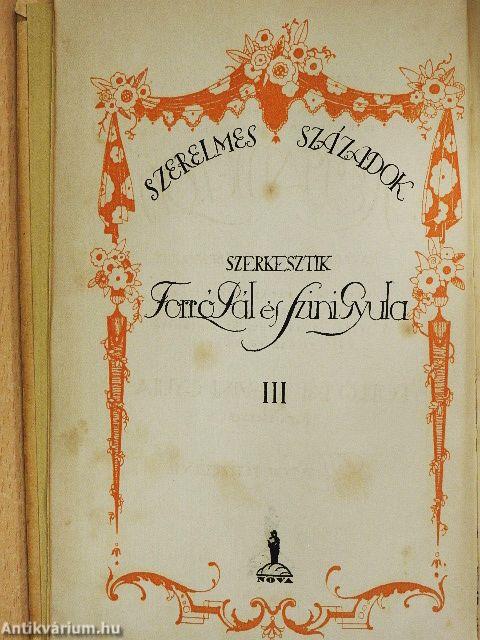 SZERELMES SZÁZADOK
SZERKESZTIK
Forró Pál és Szini Gyula
III
NOVA
Antikvárium.hu